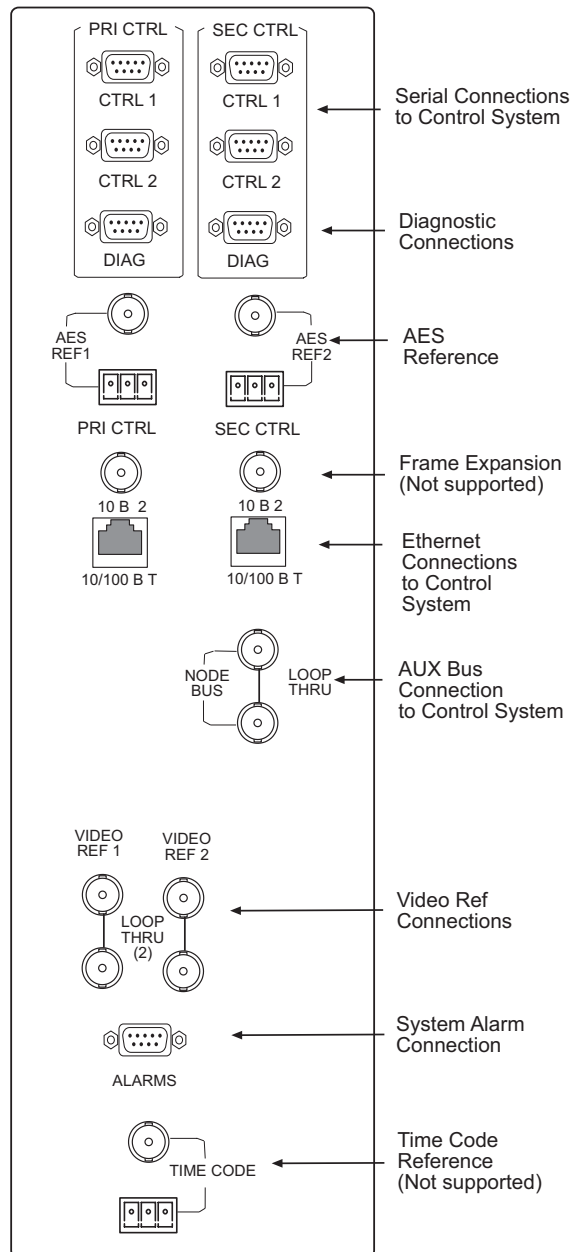 PRI CTRL
SEC CTRL
CTRL 1
CTRL 1
Serial Connections
to Control System
CTRL 2
CTRL 2
DIAG
DIAG
Diagnostic
Connections
AES
REF1
AES
REF2
AES
Reference
PRI CTRL
SEC CTRL
10 B 2
10 B 2
Frame Expansion
(Not supported)
10/100 B T
10/100 B T
Ethernet
Connections
to Control
System
NODE
BUS
LOOP
THRU
AUX Bus
Connection
to Control System
VIDEO
REF 1
VIDEO
REF 2
LOOP
THRU
(2)
Video Ref
Connections
ALARMS
System Alarm
Connection
TIME CODE
Time Code
Reference
(Not supported)